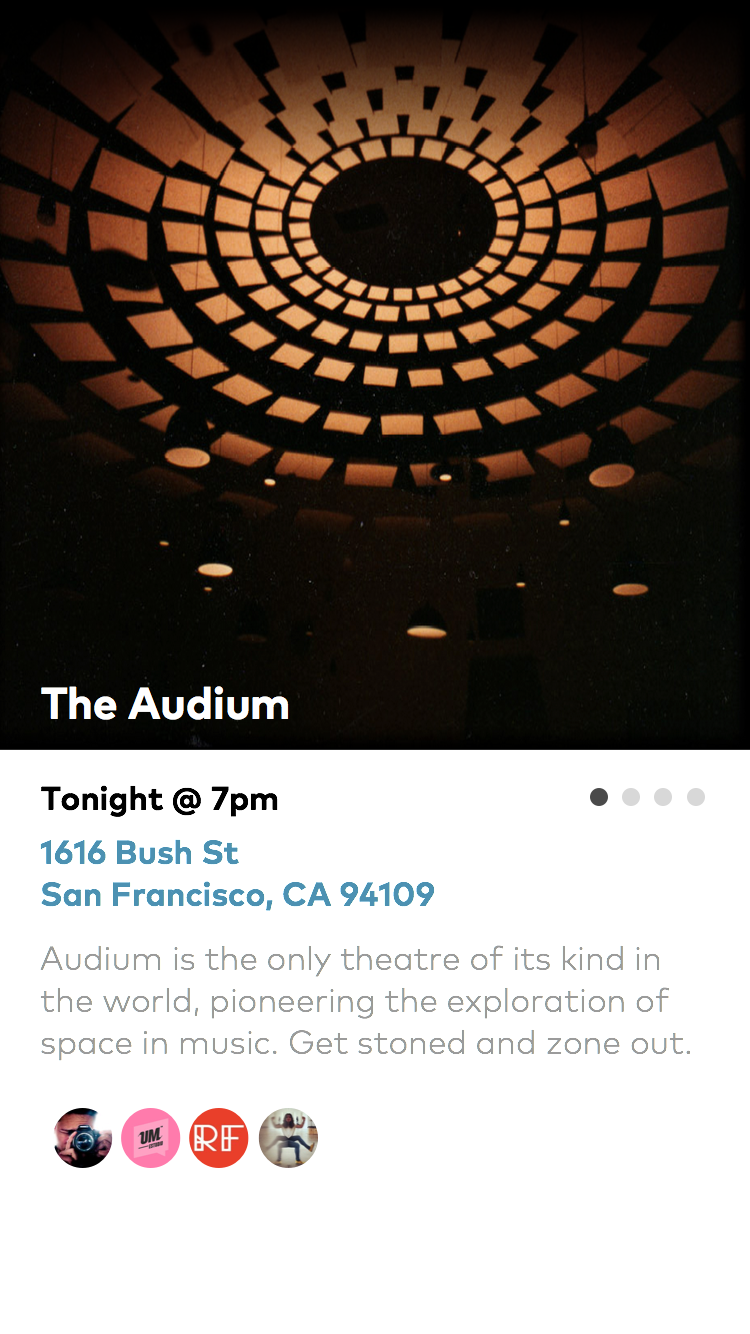 The Audium
Tonight @ 7pm
1616 Bush St
San Francisco, CA 94109
Audium is the only theatre of its kind in
the world, pioneering the exploration of
space in music. Get stoned and zone out.
UM RF